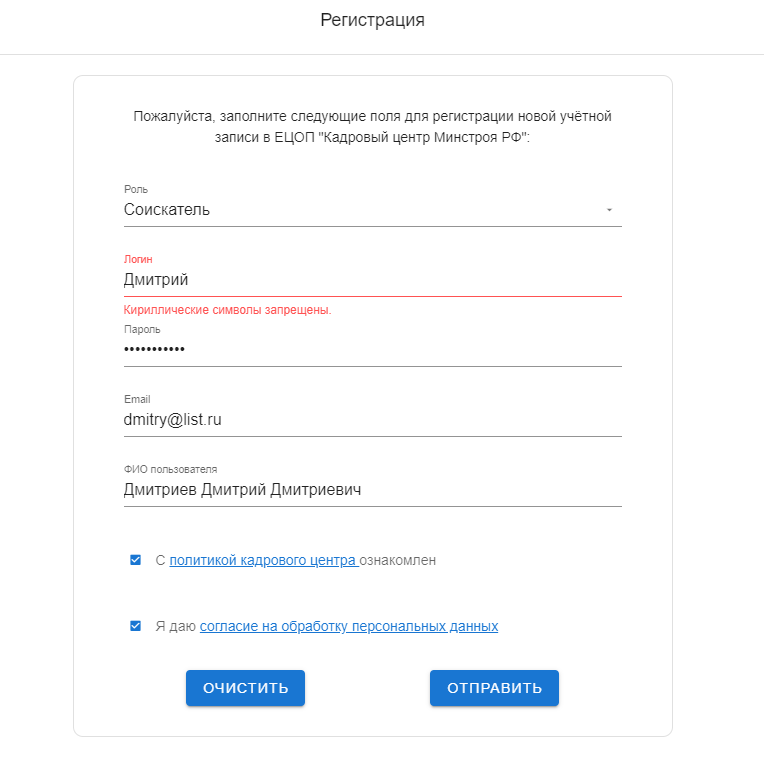 Регистрация
Пожалуйста, заполните следующие поля для регистрации новой учётной
записи в ЕЦОП "Кадровый центр Минстроя РФ":
Роль
Соискатель
Логин
Дмитрий
Кириллические символы запрещены.
Пароль
•••••••••••
Email
dmitry@list.ru
ФИО пользователя
Дмитриев Дмитрий Дмитриевич
С политикой кадрового центра ознакомлен
Я даю согласие на обработку персональных данных
ОЧИСТИТЬ ОТПРАВИТЬ